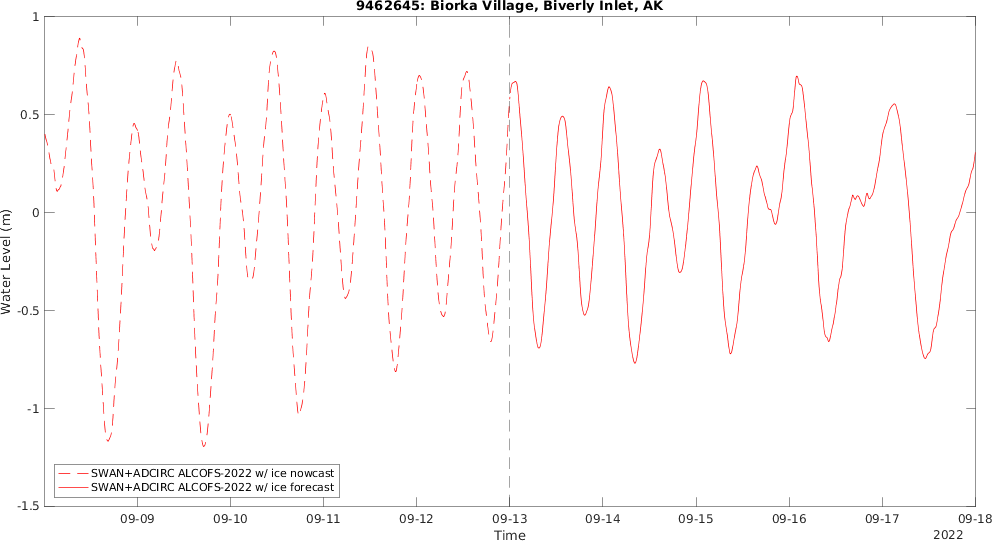 9462645: Biorka Village, Biverly Inlet, AK
1
0.5
0
-0.5
-1
-1.5
Water Level (m)
SWAN+ADCIRC ALCOFS-2022 w/ ice nowcast
SWAN+ADCIRC ALCOFS-2022 w/ ice forecast
09-09 09-10 09-11 09-12 09-13 09-14 09-15 09-16 09-17 09-18
Time
2022